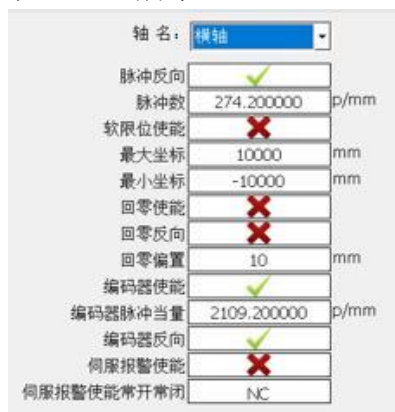 轴 名： 横轴
脉冲反向
脉冲数 274.200000 p/mm
软限位使能
最大坐标 10000 mm
最小坐标 -10000 mm
回零使能
回零反向
回零偏置 10 mm
编码器使能
编码器脉冲当量 2109.200000 p/mm
编码器反向
伺服报警使能
伺服报警使能常开常闭 NC